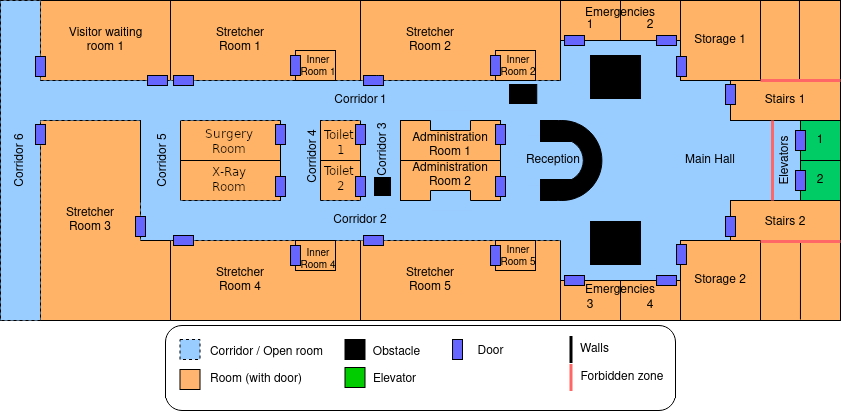 Emergencies
1 2
Visitor waiting
room 1
Stretcher
Room 1
Stretcher
Room 2
Storage 1
Inner
Room 1
Inner
Room 2
Corridor 1
Stairs 1
Corridor 6
Corridor 5
Surgery
Room
X-Ray
Room
Corridor 4
Toilet
1
Toilet
2
Corridor 3
Administration
Room 1
Administration
Room 2
Reception
Main Hall
Elevators
1
2
Stretcher
Room 3
Corridor 2
Stairs 2
Stretcher
Room 4
Inner
Room 4
Stretcher
Room 5
Inner
Room 5
Emergencies
3 4
Storage 2
Corridor / Open room
Obstacle
Door
Walls
Room (with door)
Elevator
Forbidden zone